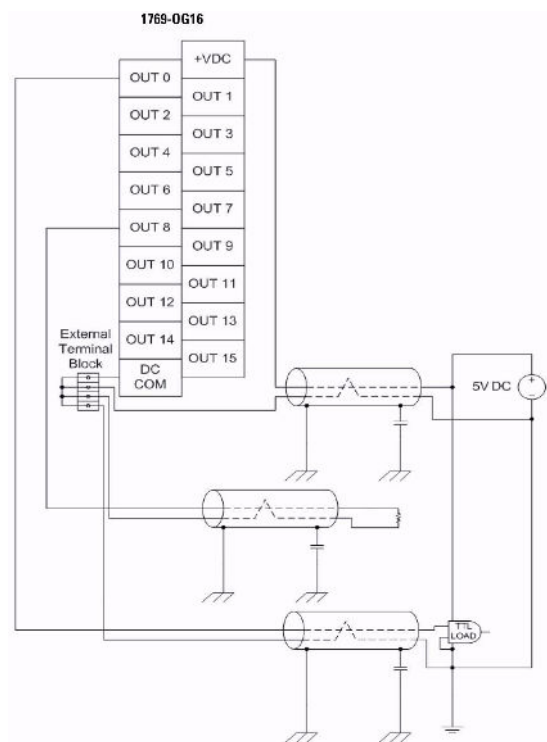 1769-OG16
+VDC
OUT 0
OUT 1
OUT 2
OUT 3
OUT 4
OUT 5
OUT 6
OUT 7
OUT 8
OUT 9
OUT 10
OUT 11
OUT 12
OUT 13
OUT 14
OUT 15
DC
COM
External
Terminal
Block
5V DC
+
-
TTL
LOAD